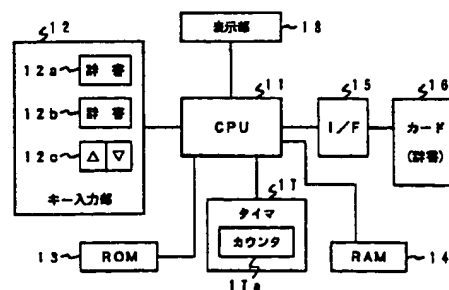 12
12a 辞書
12b 辞書
12c △ ▽
キー入力部
表示部 18
11
CPU
15
I/F
16
カード
(辞書)
17
タイマ
カウンタ
17a
13 ROM
RAM 14